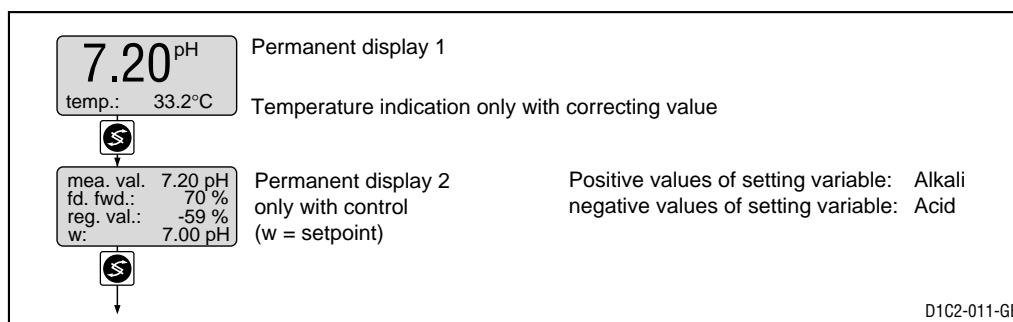 7.20 pH
Permanent display 1
temp.: 33.2°C
Temperature indication only with correcting value
mea. val. 7.20 pH
fd. fwd.: 70 %
reg. val.: -59 %
w: 7.00 pH
Permanent display 2
only with control
(w = setpoint)
Positive values of setting variable: Alkali
negative values of setting variable: Acid
D1C2-011-GB